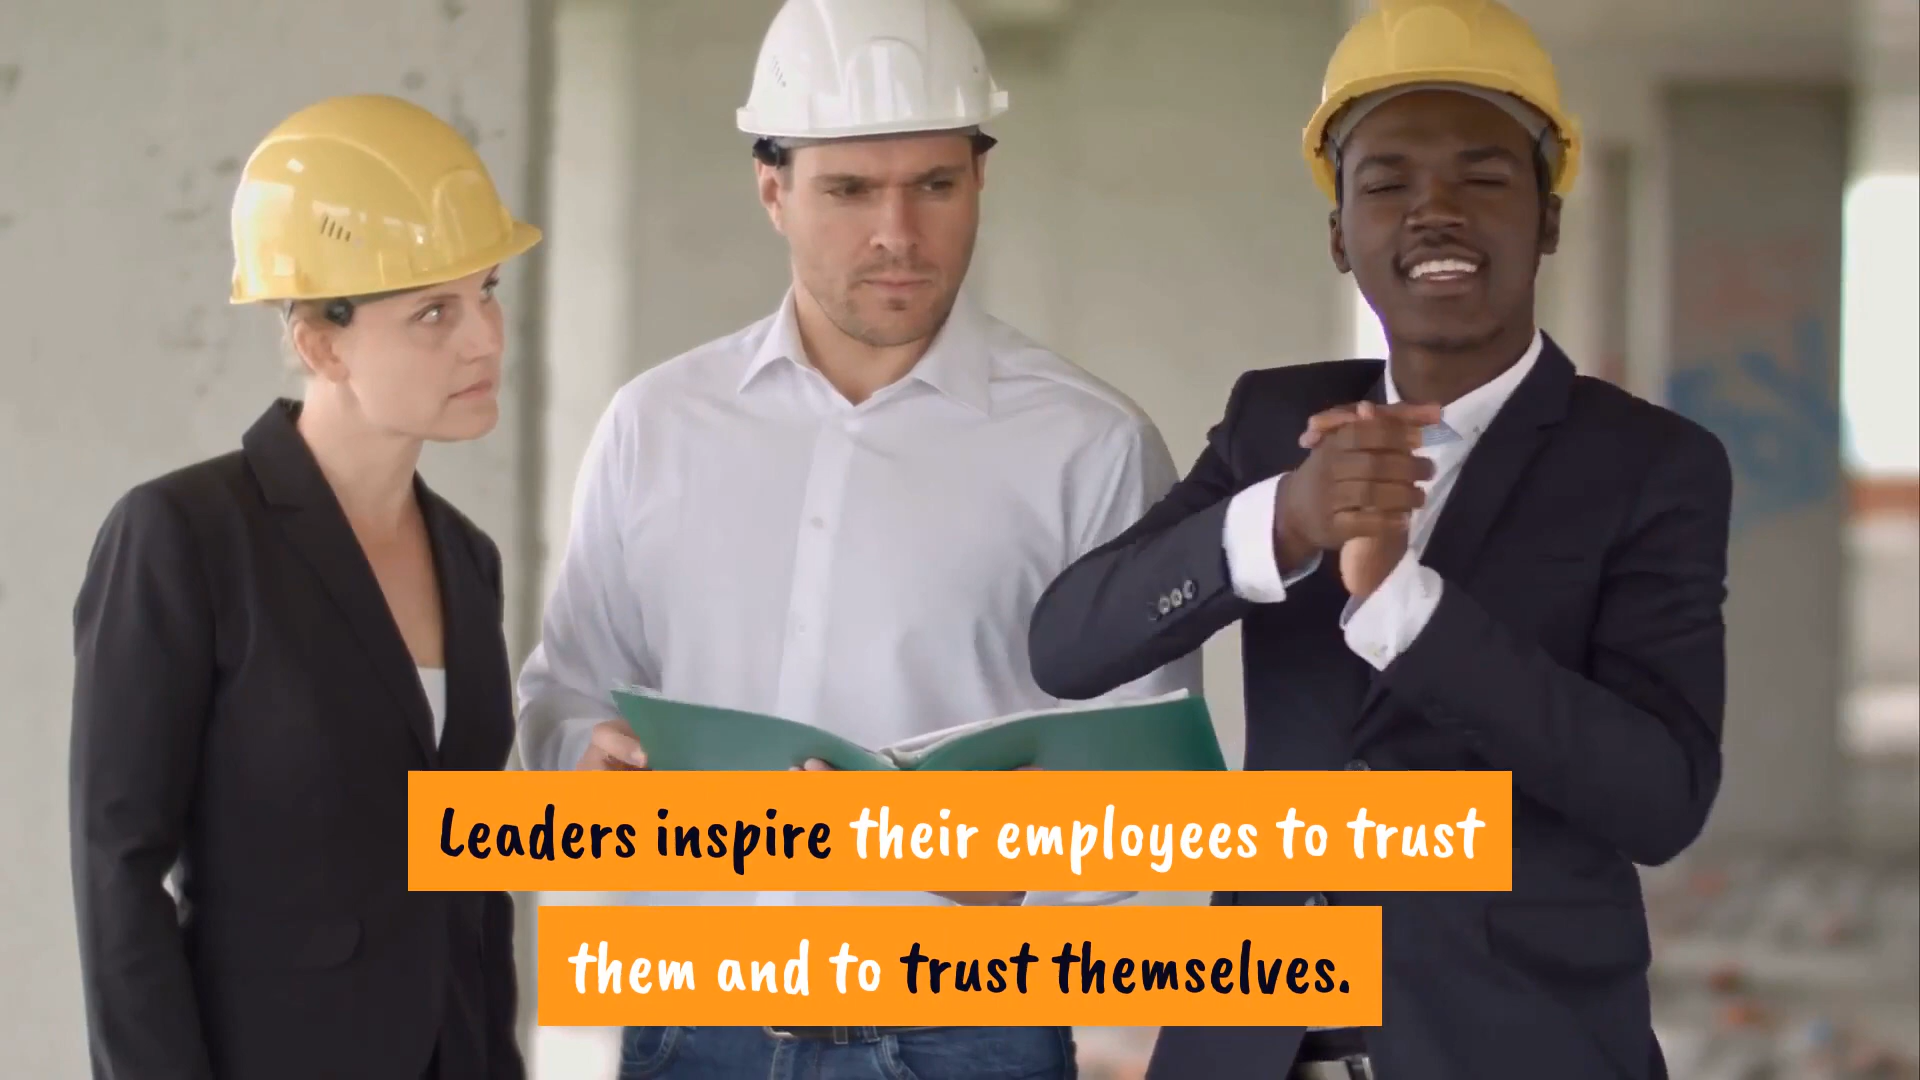 Leaders inspire their employees to trust
them and to trust themselves.